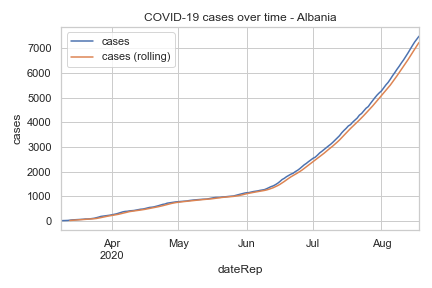 COVID-19 cases over time - Albania
cases
cases (rolling)
7000
6000
5000
4000
3000
2000
1000
0
cases
Apr
2020
May
Jun
Jul
Aug
dateRep